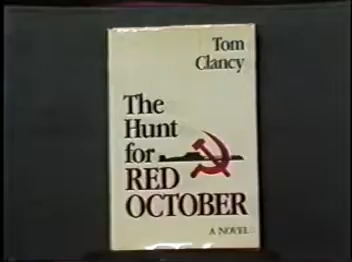 Tom
Clancy
The
Hunt
for
RED
OCTOBER
A NOVEL